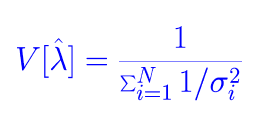 V[λ̂] = 1 / Σ_{i=1}^{N} 1/σ_i^2